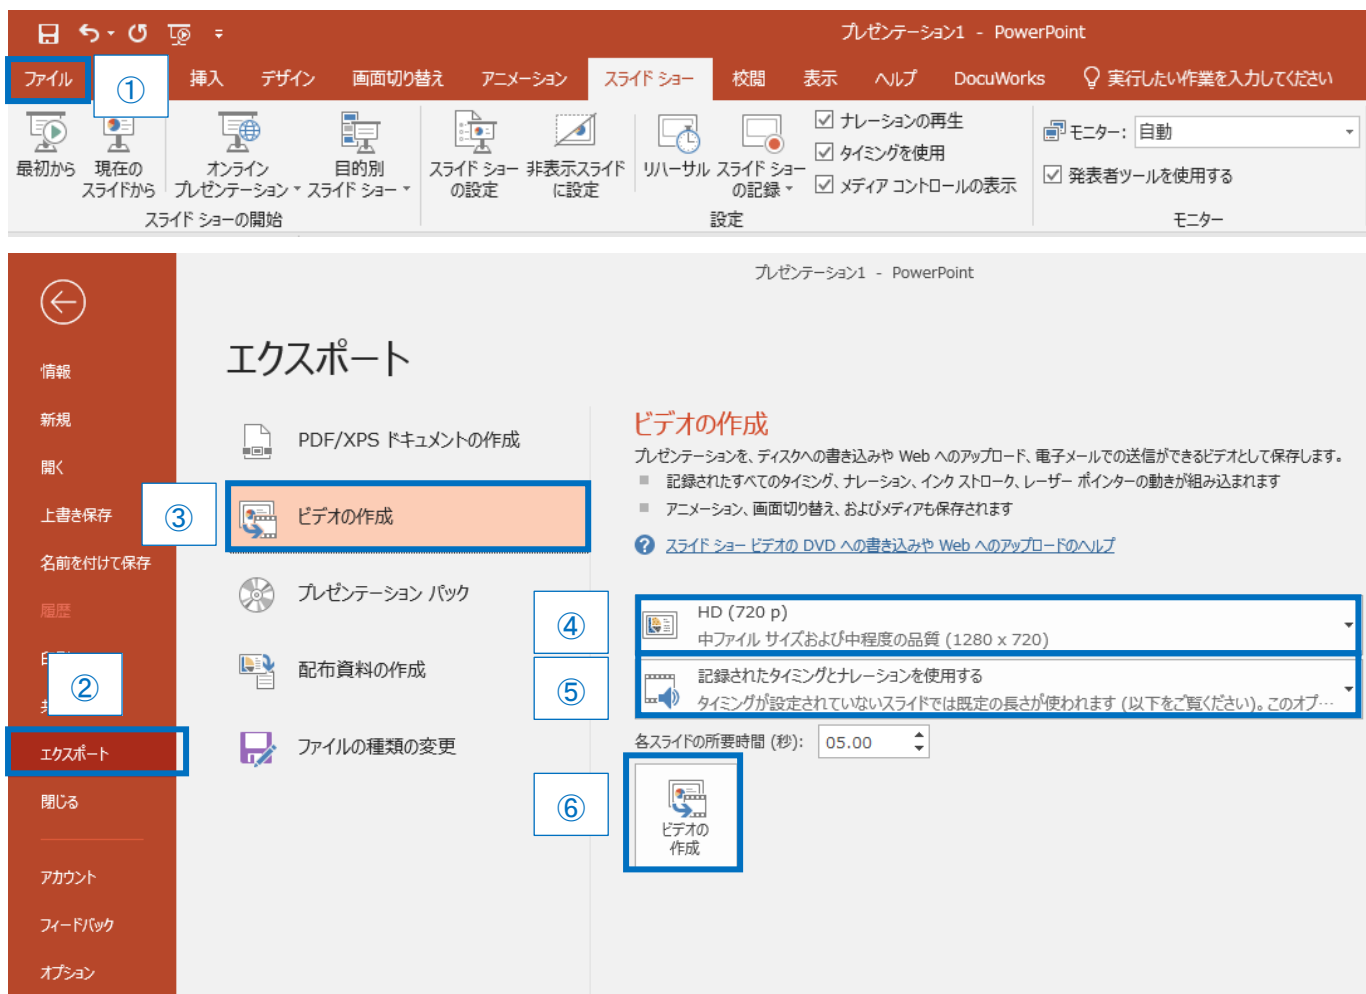 プレゼンテーション1 - PowerPoint
ファイル ① 挿入 デザイン 画面切り替え アニメーション スライド ショー 校閲 表示 ヘルプ DocuWorks 実行したい作業を入力してください
最初から
現在の
スライドから
オンライン
プレゼンテーション
目的別
スライド ショー
スライド ショー
の設定
非表示スライド
に設定
リハーサル
スライド ショー
の記録
ナレーションの再生
タイミングを使用
メディア コントロールの表示
モニター: 自動
発表者ツールを使用する
スライド ショーの開始 設定 モニター
プレゼンテーション1 - PowerPoint
情報
新規
開く
上書き保存
名前を付けて保存
履歴
②
エクスポート
閉じる
アカウント
フィードバック
オプション
エクスポート
PDF/XPS ドキュメントの作成
③ ビデオの作成
プレゼンテーション パック
配布資料の作成
ファイルの種類の変更
ビデオの作成
プレゼンテーションを、ディスクへの書き込みや Web へのアップロード、電子メールでの送信ができるビデオとして保存します。
記録されたすべてのタイミング、ナレーション、インク ストローク、レーザー ポインターの動きが組み込まれます
アニメーション、画面切り替え、およびメディアも保存されます
スライド ショー ビデオの DVD への書き込みや Web へのアップロードのヘルプ
④ HD (720 p)
中ファイル サイズおよび中程度の品質 (1280 x 720)
⑤ 記録されたタイミングとナレーションを使用する
タイミングが設定されていないスライドでは既定の長さが使われます (以下をご覧ください)。このオプ…
各スライドの所要時間 (秒): 05.00
⑥ ビデオの
作成